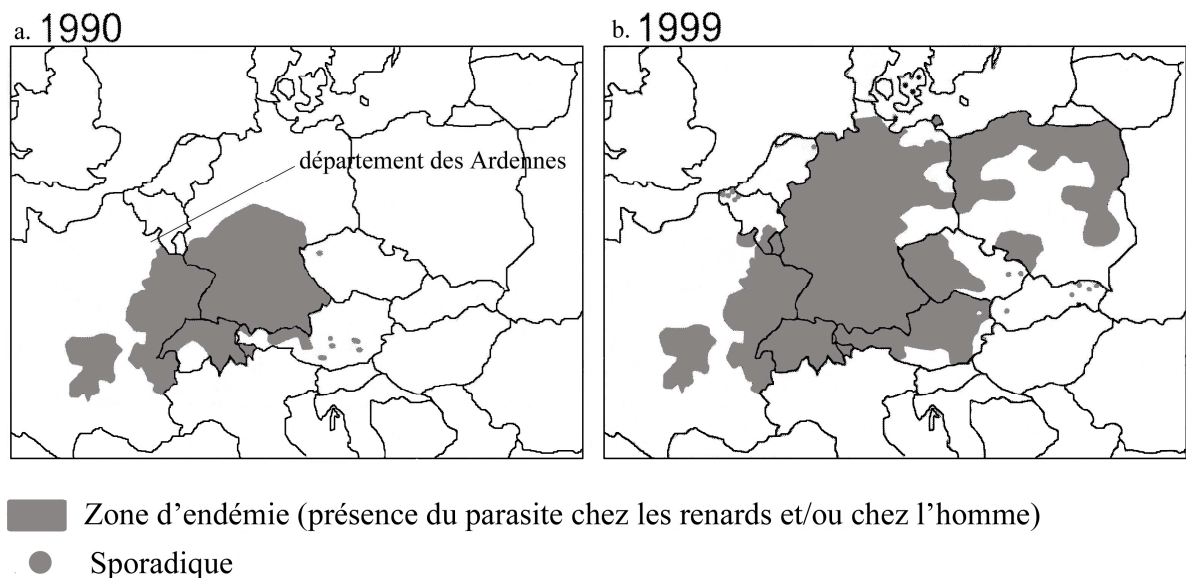 a. 1990
b. 1999
département des Ardennes
Zone d'endémie (présence du parasite chez les renards et/ou chez l'homme)
Sporadique